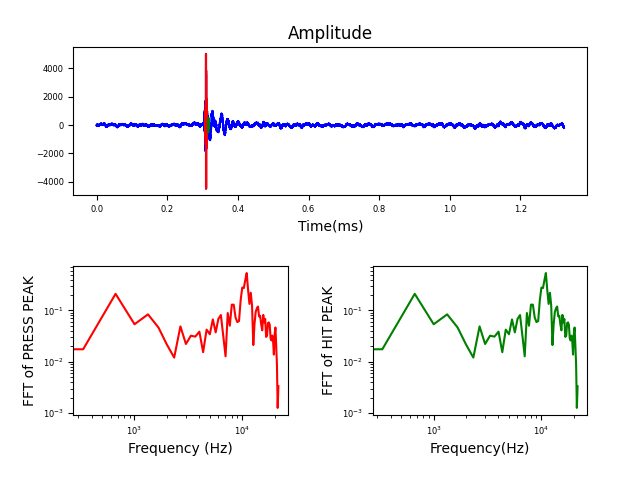 Amplitude
4000
2000
0
−2000
−4000
0.0 0.2 0.4 0.6 0.8 1.0 1.2
Time(ms)
FFT of PRESS PEAK
10⁻¹
10⁻²
10⁻³
10³ 10⁴
Frequency (Hz)
FFT of HIT PEAK
10⁻¹
10⁻²
10⁻³
10³ 10⁴
Frequency(Hz)